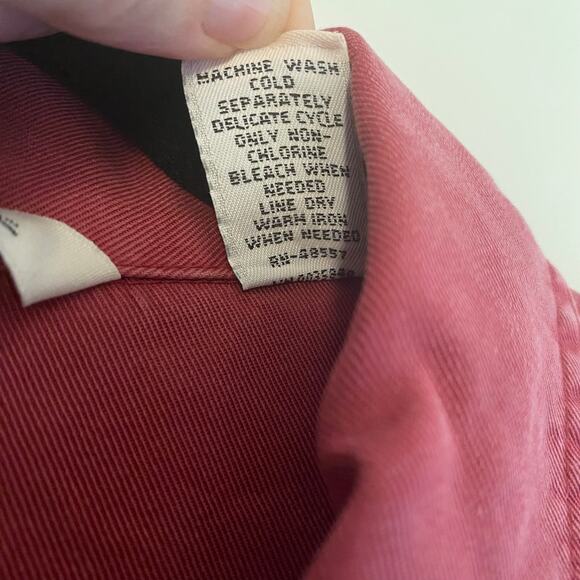 MACHINE WASH
COLD
SEPARATELY
DELICATE CYCLE
ONLY NON-
CHLORINE
BLEACH WHEN
NEEDED
LINE DRY
WARM IRON
WHEN NEEDED
RN-48557